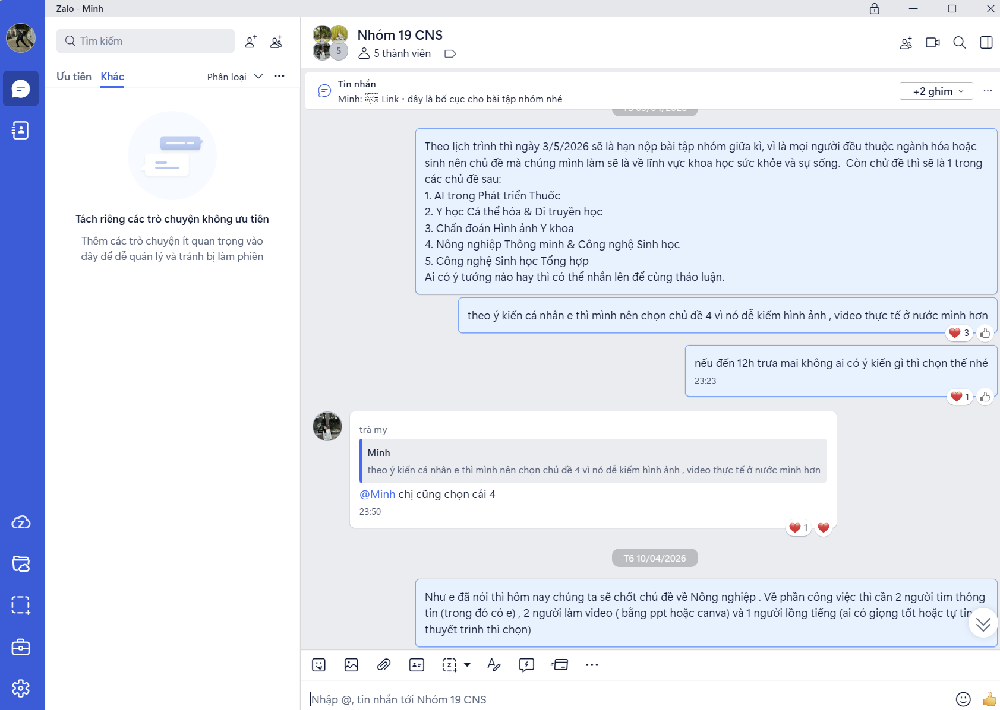 Zalo - Minh
Tìm kiếm
Ưu tiên Khác Phân loại
Tách riêng các trò chuyện không ưu tiên
Thêm các trò chuyện ít quan trọng vào
đây để dễ quản lý và tránh bị làm phiền
Nhóm 19 CNS
5
5 thành viên
Tin nhắn
Minh: Link • đây là bố cục cho bài tập nhóm nhé
+2 ghim
Theo lịch trình thì ngày 3/5/2026 sẽ là hạn nộp bài tập nhóm giữa kì, vì là mọi người đều thuộc ngành hóa hoặc
sinh nên chủ đề mà chúng mình làm sẽ là về lĩnh vực khoa học sức khỏe và sự sống. Còn chử đề thì sẽ là 1 trong
các chủ đề sau:
1. AI trong Phát triển Thuốc
2. Y học Cá thể hóa & Di truyền học
3. Chẩn đoán Hình ảnh Y khoa
4. Nông nghiệp Thông minh & Công nghệ Sinh học
5. Công nghệ Sinh học Tổng hợp
Ai có ý tưởng nào hay thì có thể nhắn lên để cùng thảo luận.
theo ý kiến cá nhân e thì mình nên chọn chủ đề 4 vì nó dễ kiếm hình ảnh , video thực tế ở nước mình hơn
3
nếu đến 12h trưa mai không ai có ý kiến gì thì chọn thế nhé
23:23
1
trà my
Minh
theo ý kiến cá nhân e thì mình nên chọn chủ đề 4 vì nó dễ kiếm hình ảnh , video thực tế ở nước mình hơn
@Minh chị cũng chọn cái 4
23:50
1
T6 10/04/2026
Như e đã nói thì hôm nay chúng ta sẽ chốt chủ đề về Nông nghiệp . Về phần công việc thì cần 2 người tìm thông
tin (trong đó có e) , 2 người làm video ( bằng ppt hoặc canva) và 1 người lồng tiếng (ai có giọng tốt hoặc tự tin
thuyết trình thì chọn)
Nhập @, tin nhắn tới Nhóm 19 CNS